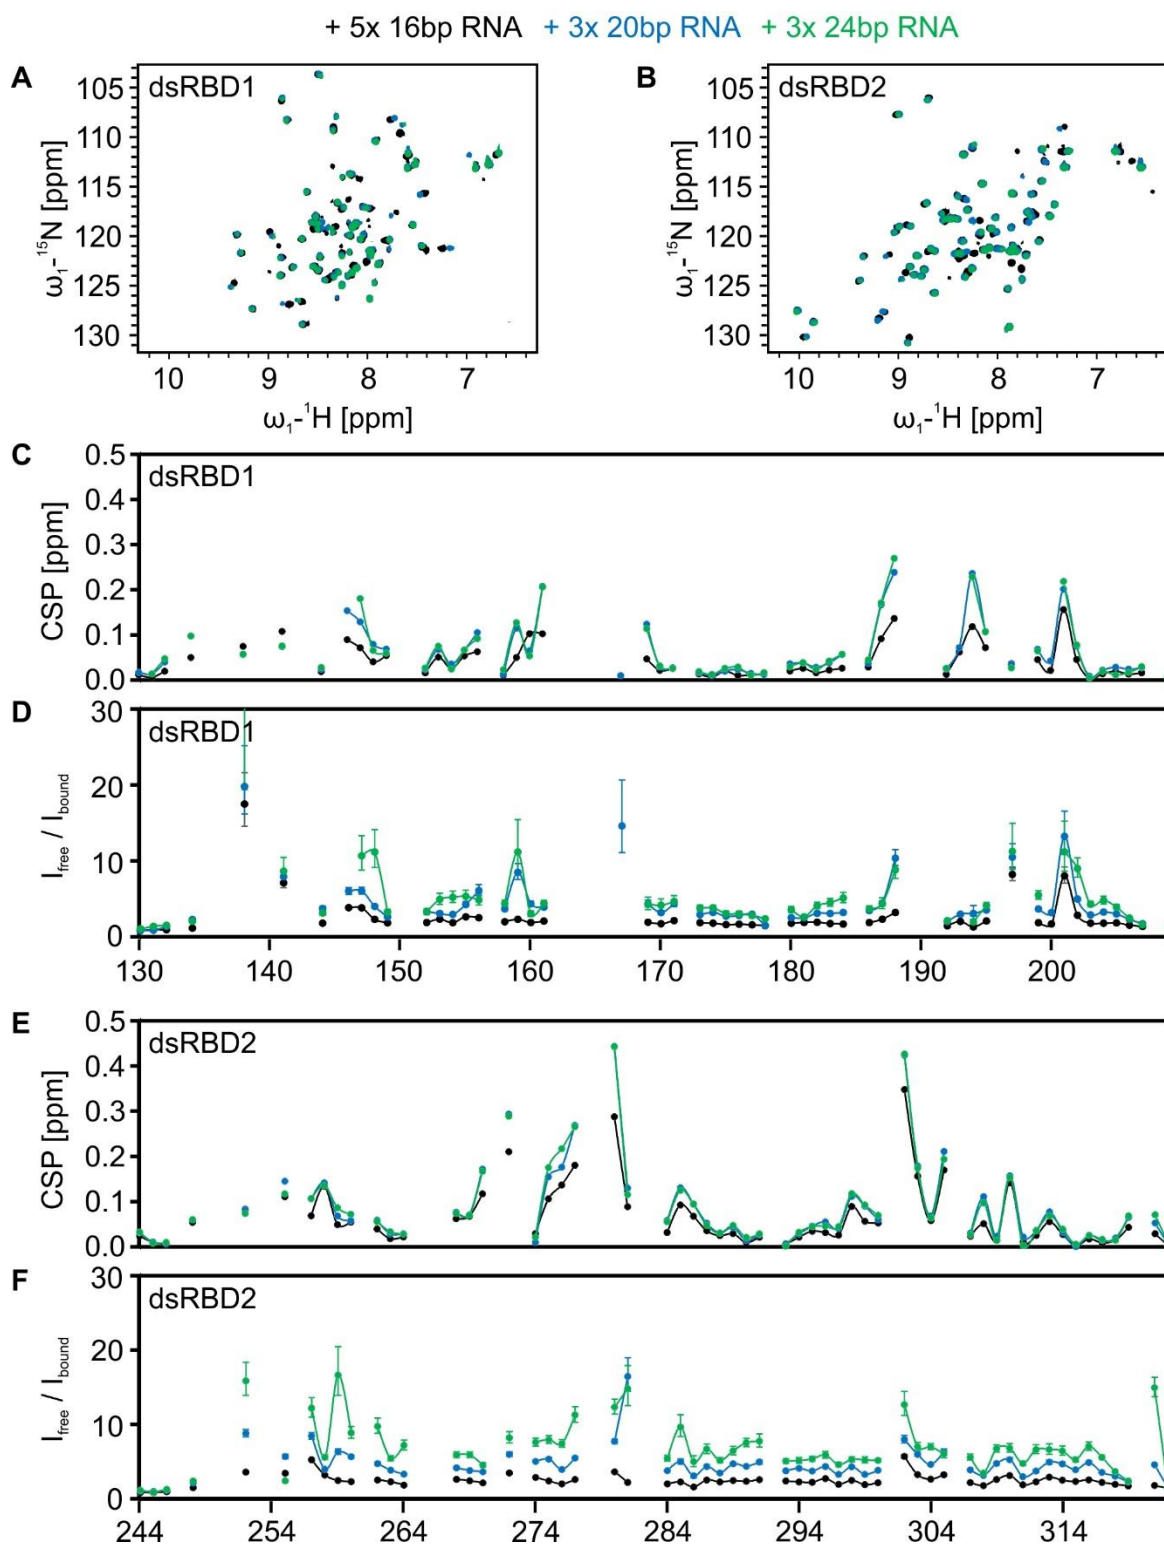 + 5x 16bp RNA + 3x 20bp RNA + 3x 24bp RNA
A
dsRBD1
105
110
115
120
125
130
ω₁-¹⁵N [ppm]
10 9 8 7
ω₁-¹H [ppm]
B
dsRBD2
105
110
115
120
125
130
ω₁-¹⁵N [ppm]
10 9 8 7
ω₁-¹H [ppm]
C
dsRBD1
CSP [ppm]
0.5
0.4
0.3
0.2
0.1
0.0
D
dsRBD1
I_free / I_bound
30
20
10
0
130 140 150 160 170 180 190 200
E
dsRBD2
CSP [ppm]
0.5
0.4
0.3
0.2
0.1
0.0
F
dsRBD2
I_free / I_bound
30
20
10
0
244 254 264 274 284 294 304 314